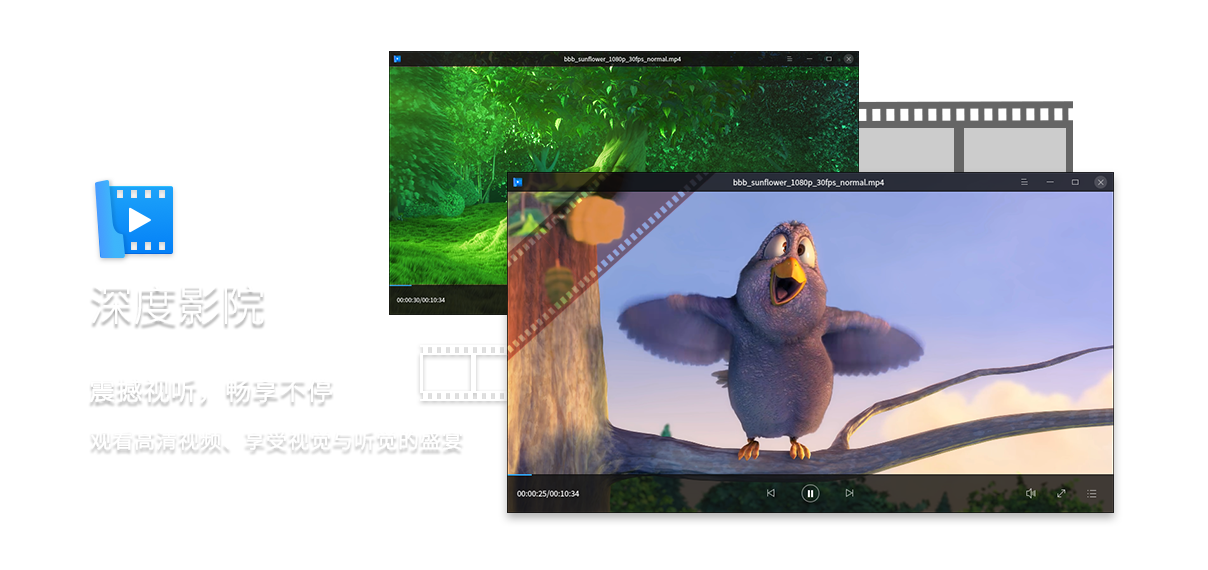 bbb_sunflower_1080p_30fps_normal.mp4
00:00:30/00:10:34
bbb_sunflower_1080p_30fps_normal.mp4
00:00:25/00:10:34
深度影院
震撼视听，畅享不停
观看高清视频、享受视觉与听觉的盛宴